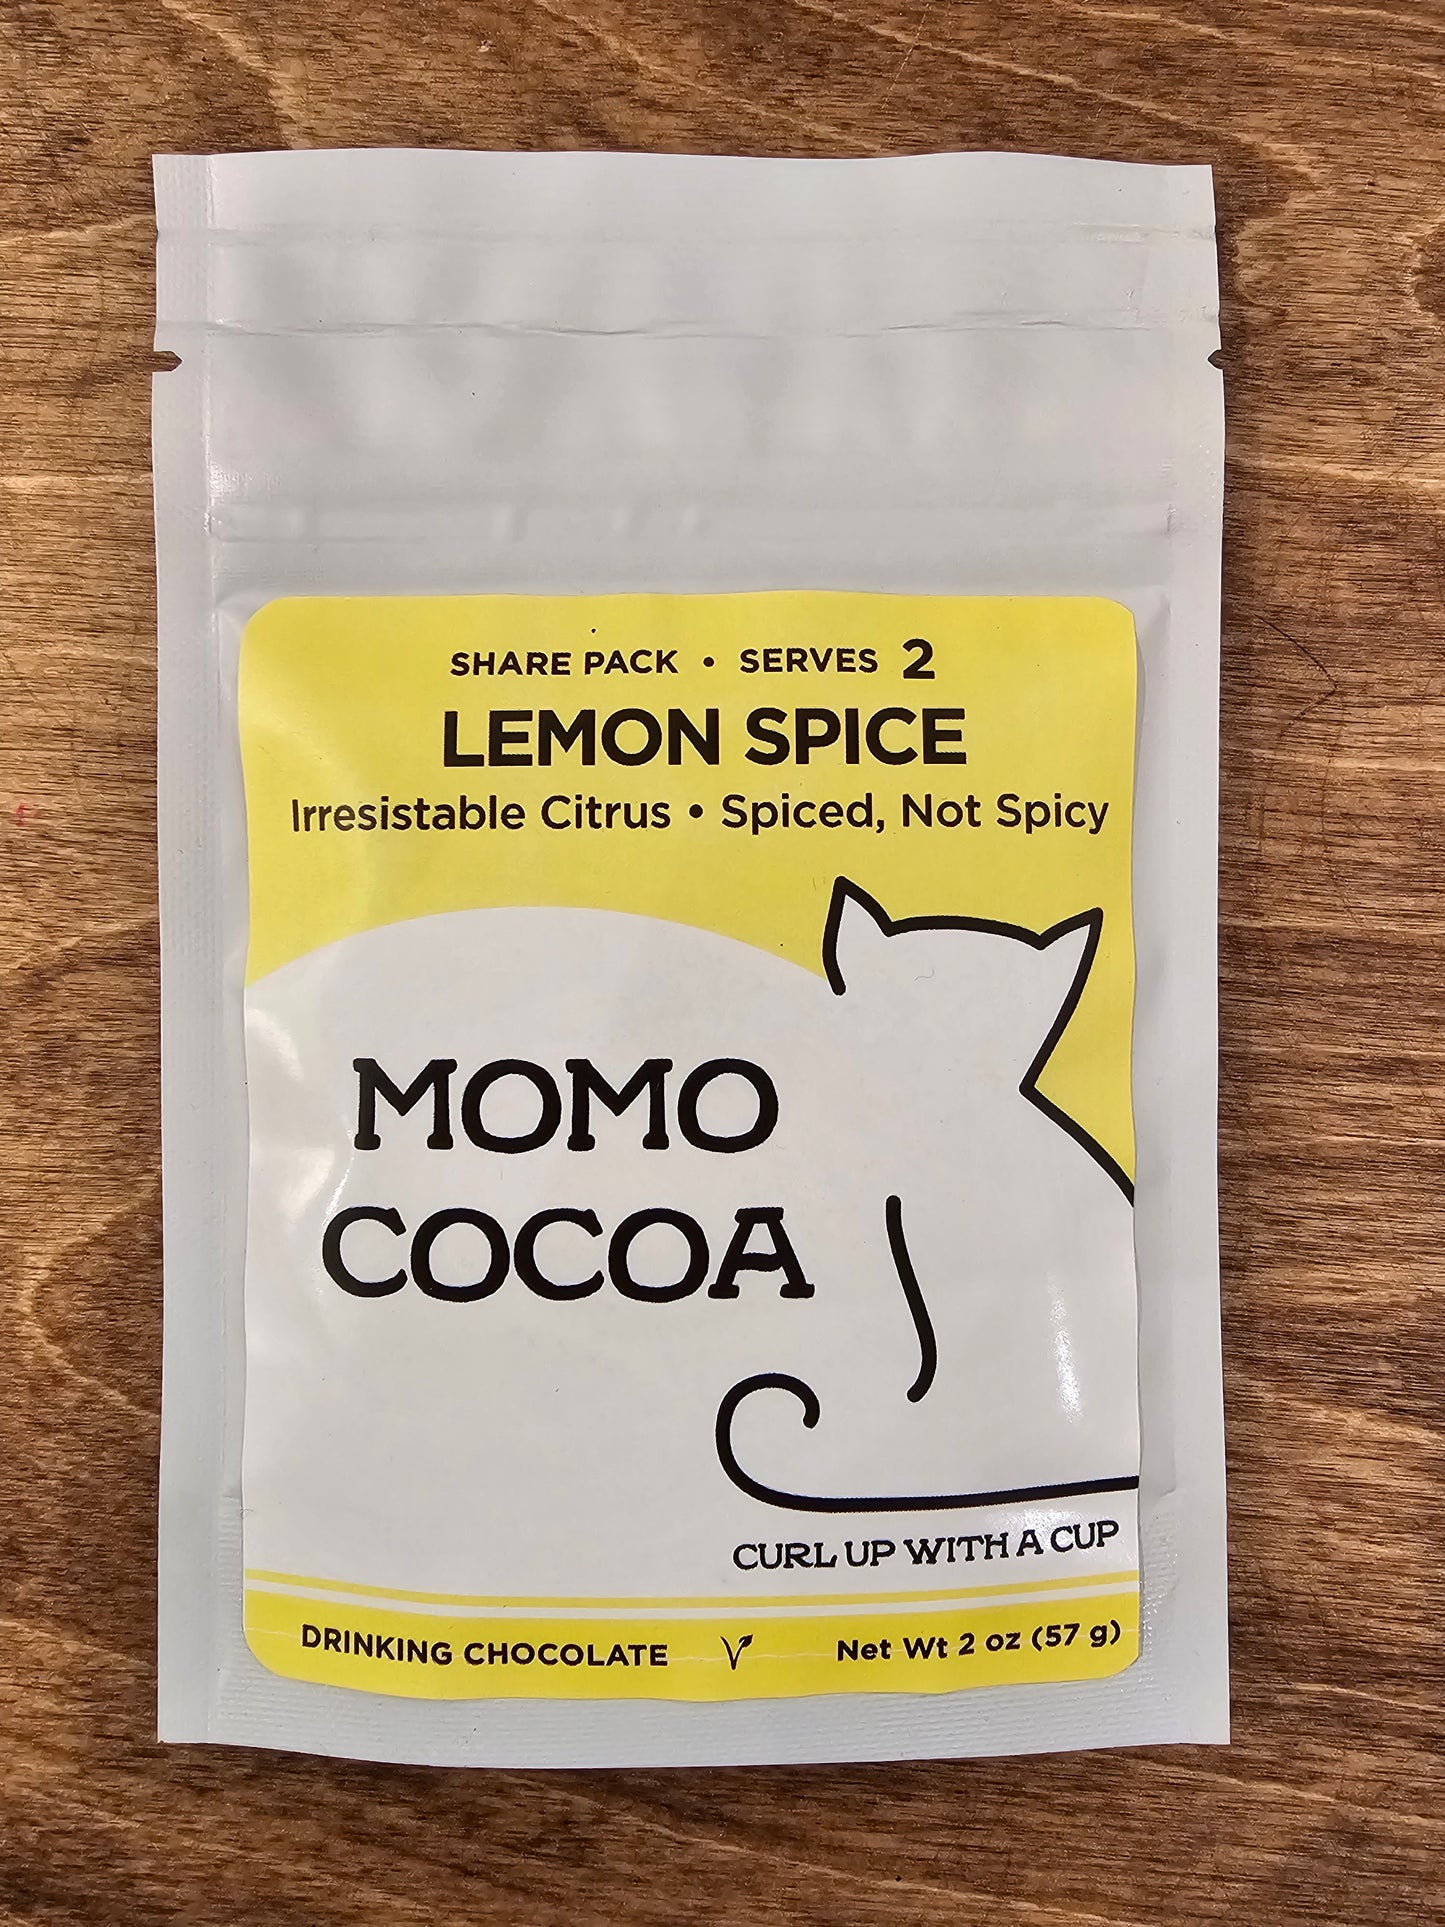 SHARE PACK • SERVES 2
LEMON SPICE
Irresistable Citrus • Spiced, Not Spicy
MOMO
COCOA
CURL UP WITH A CUP
DRINKING CHOCOLATE V Net Wt 2 oz (57 g)